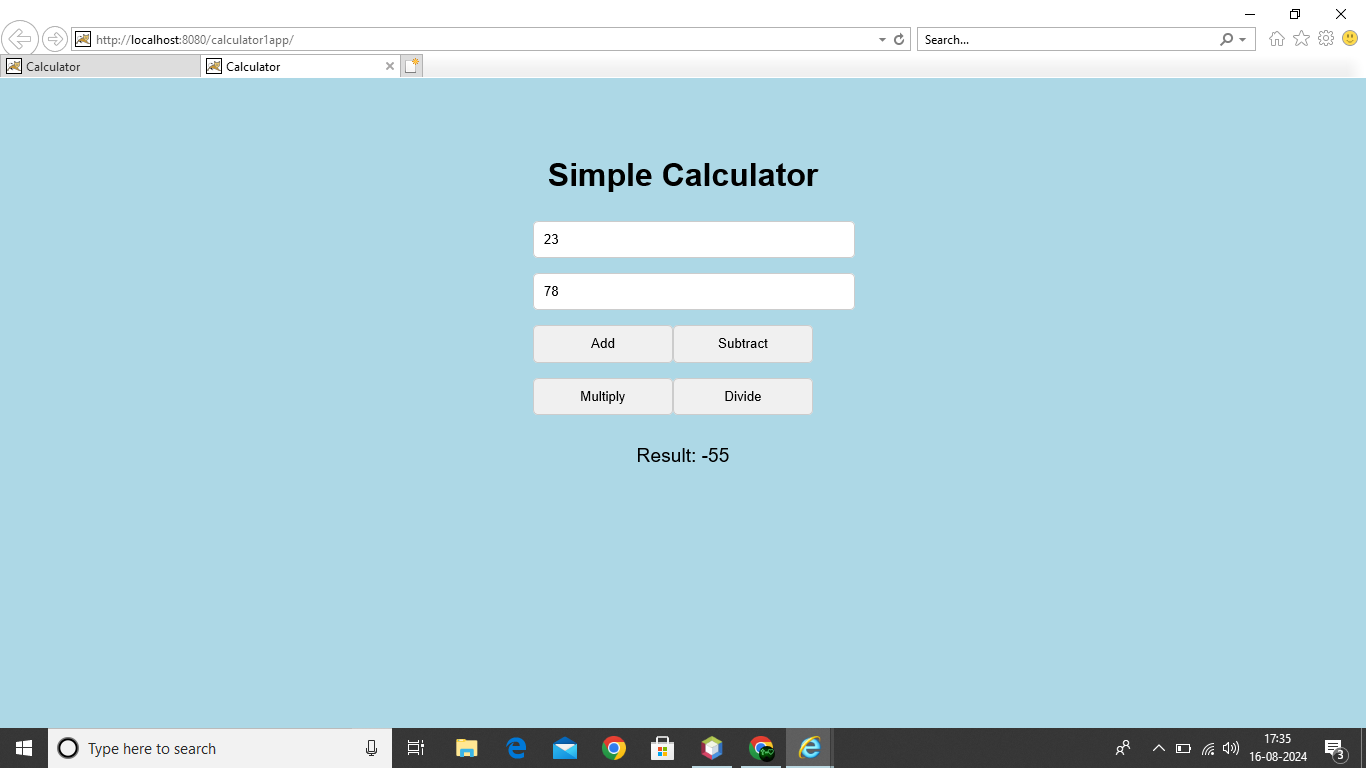 http://localhost:8080/calculator1app/
Search...
Calculator
Calculator
Simple Calculator
23
78
Add Subtract
Multiply Divide
Result: -55
Type here to search
17:35
16-08-2024
3